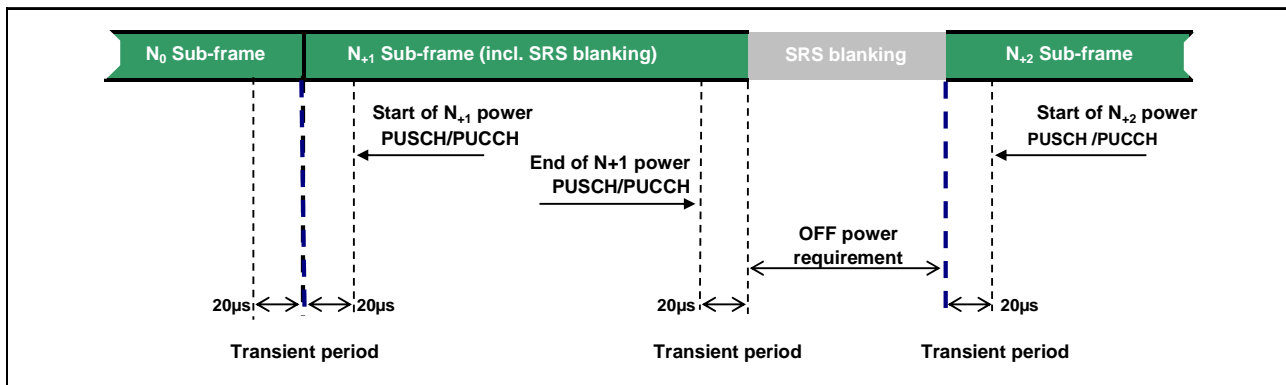 N₀ Sub-frame
N₊₁ Sub-frame (incl. SRS blanking)
SRS blanking
N₊₂ Sub-frame
Start of N₊₁ power
PUSCH/PUCCH
End of N+1 power
PUSCH/PUCCH
Start of N₊₂ power
PUSCH /PUCCH
OFF power
requirement
20µs
20µs
20µs
20µs
Transient period
Transient period
Transient period